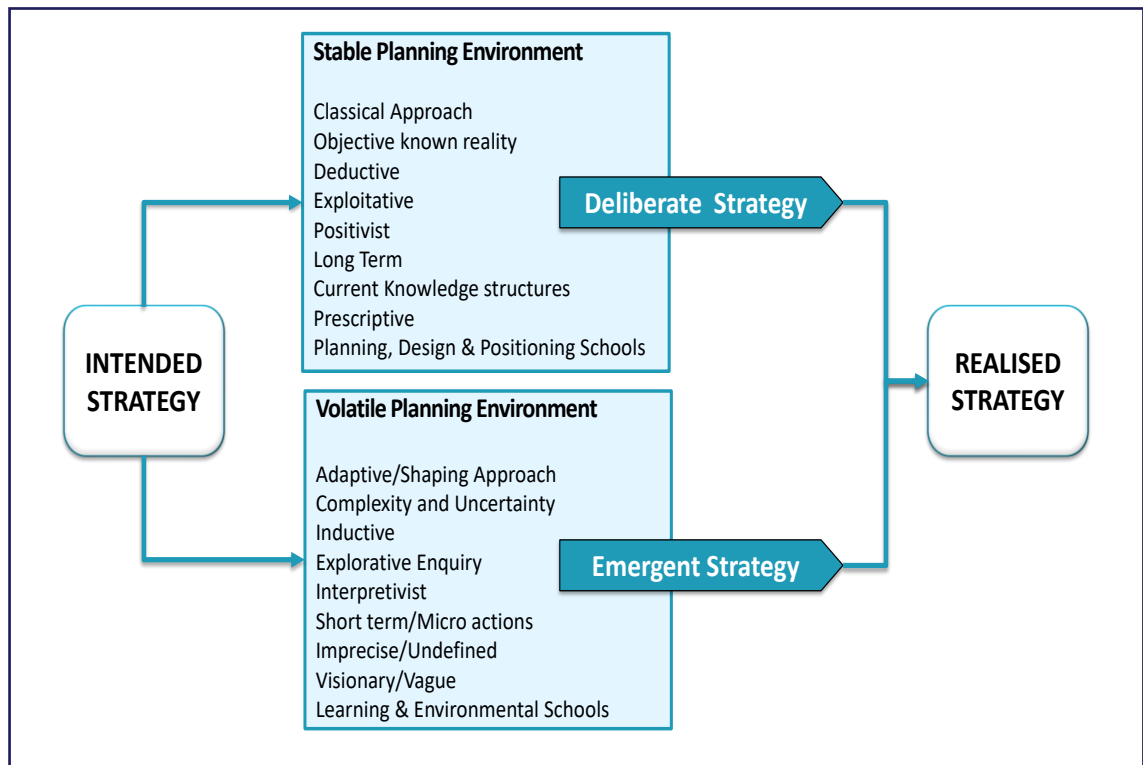 INTENDED
STRATEGY
Stable Planning Environment
Classical Approach
Objective known reality
Deductive
Exploitative
Positivist
Long Term
Current Knowledge structures
Prescriptive
Planning, Design & Positioning Schools
Deliberate Strategy
Volatile Planning Environment
Adaptive/Shaping Approach
Complexity and Uncertainty
Inductive
Explorative Enquiry
Interpretivist
Short term/Micro actions
Imprecise/Undefined
Visionary/Vague
Learning & Environmental Schools
Emergent Strategy
REALISED
STRATEGY